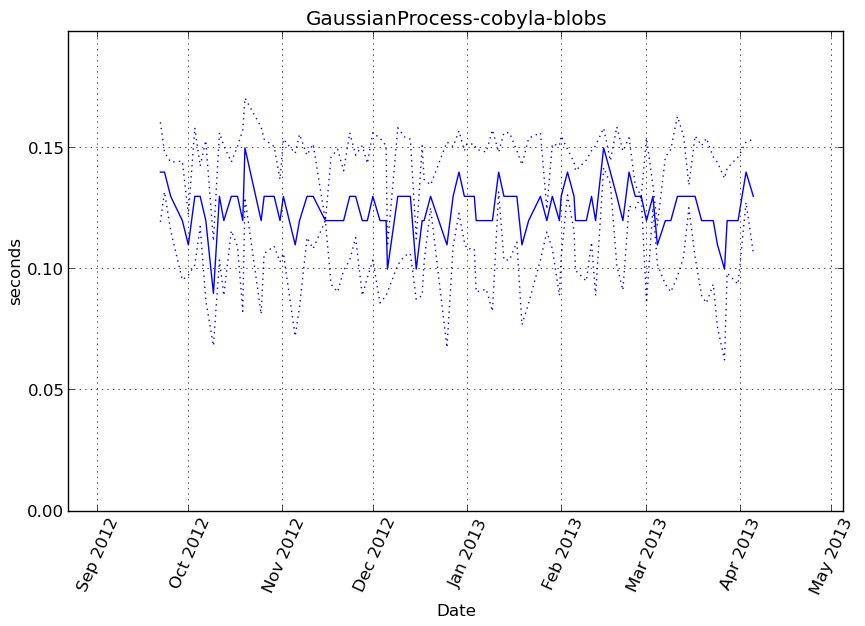 GaussianProcess-cobyla-blobs
seconds
0.15
0.10
0.05
0.00
Sep 2012
Oct 2012
Nov 2012
Dec 2012
Jan 2013
Feb 2013
Mar 2013
Apr 2013
May 2013
Date